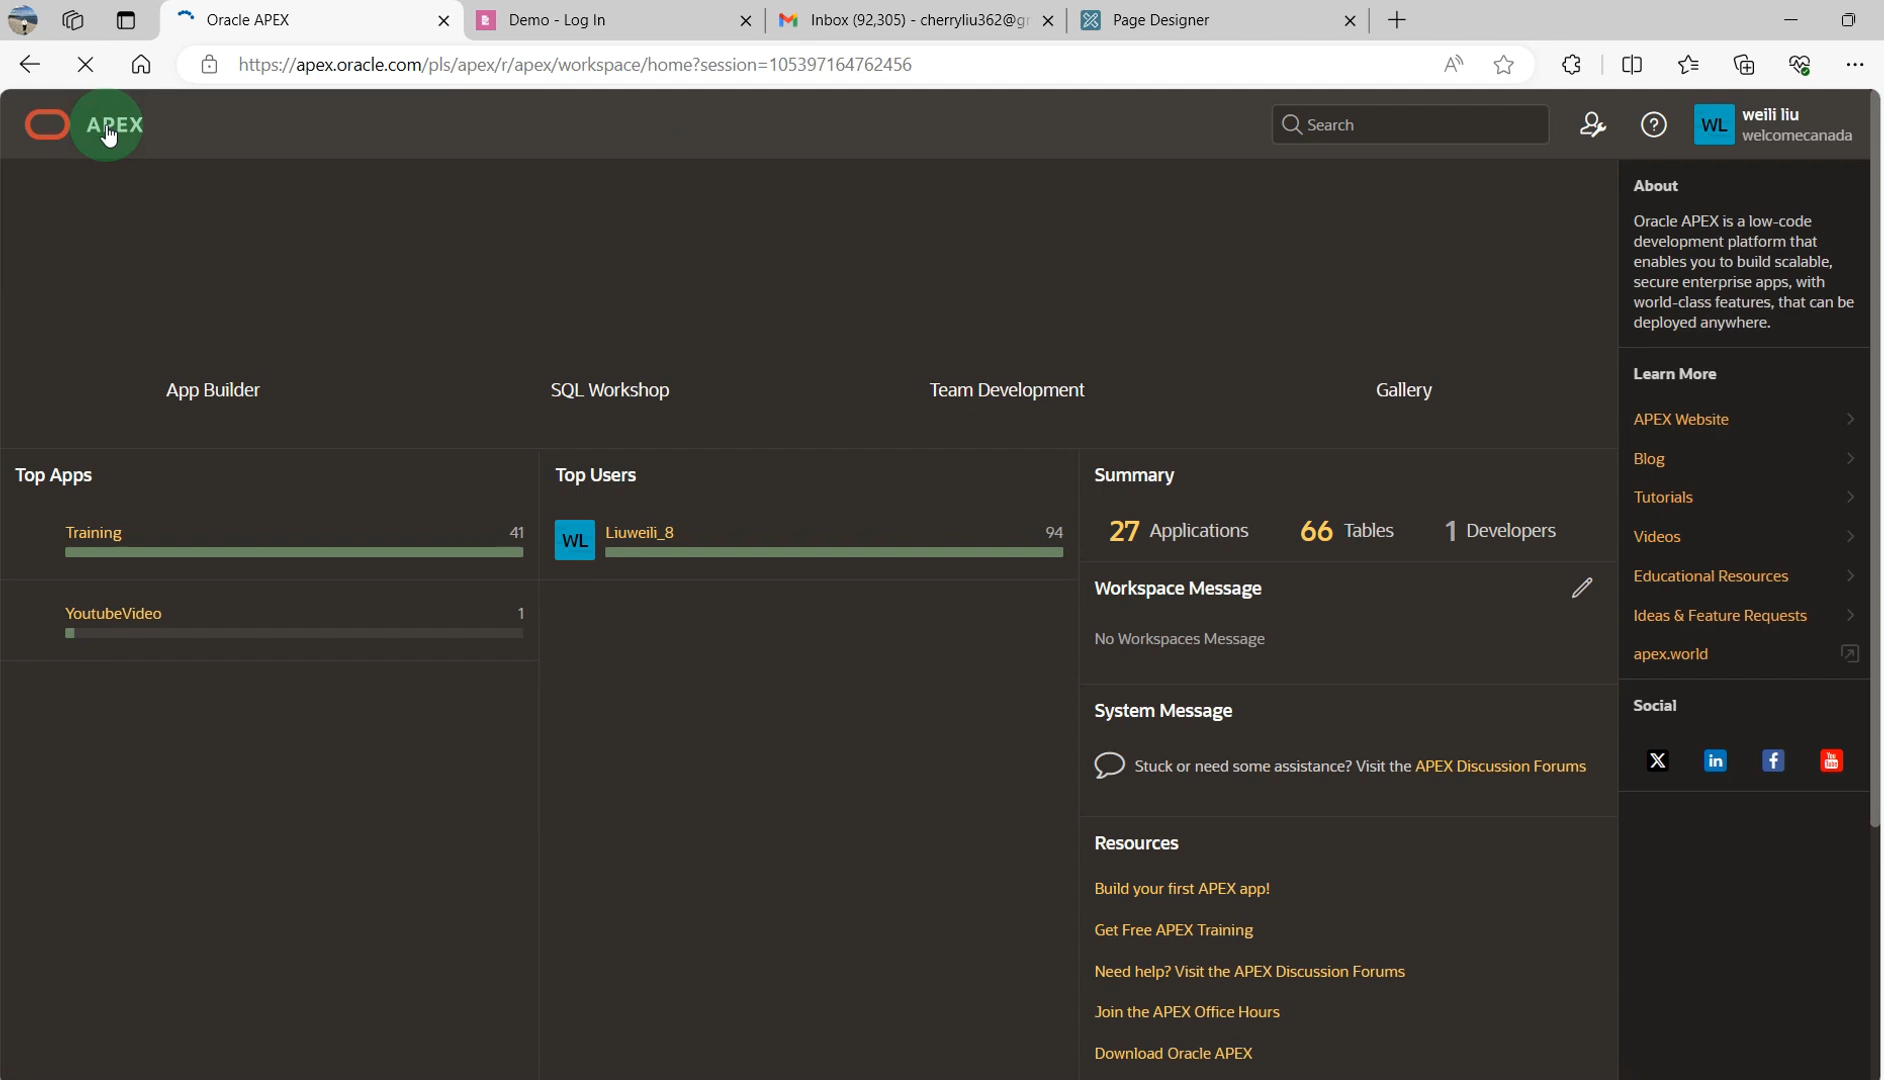 Oracle APEX
Demo - Log In
Inbox (92,305) - cherryliu362@gr
Page Designer
https://apex.oracle.com/pls/apex/r/apex/workspace/home?session=105397164762456
APEX
Search
WL
weili liu
welcomecanada
App Builder
SQL Workshop
Team Development
Gallery
Top Apps
Training 41
YoutubeVideo 1
Top Users
WL
Liuweili_8 94
Summary
27 Applications
66 Tables
1 Developers
Workspace Message
No Workspaces Message
System Message
Stuck or need some assistance? Visit the APEX Discussion Forums
Resources
Build your first APEX app!
Get Free APEX Training
Need help? Visit the APEX Discussion Forums
Join the APEX Office Hours
Download Oracle APEX
About
Oracle APEX is a low-code
development platform that
enables you to build scalable,
secure enterprise apps, with
world-class features, that can be
deployed anywhere.
Learn More
APEX Website
Blog
Tutorials
Videos
Educational Resources
Ideas & Feature Requests
apex.world
Social